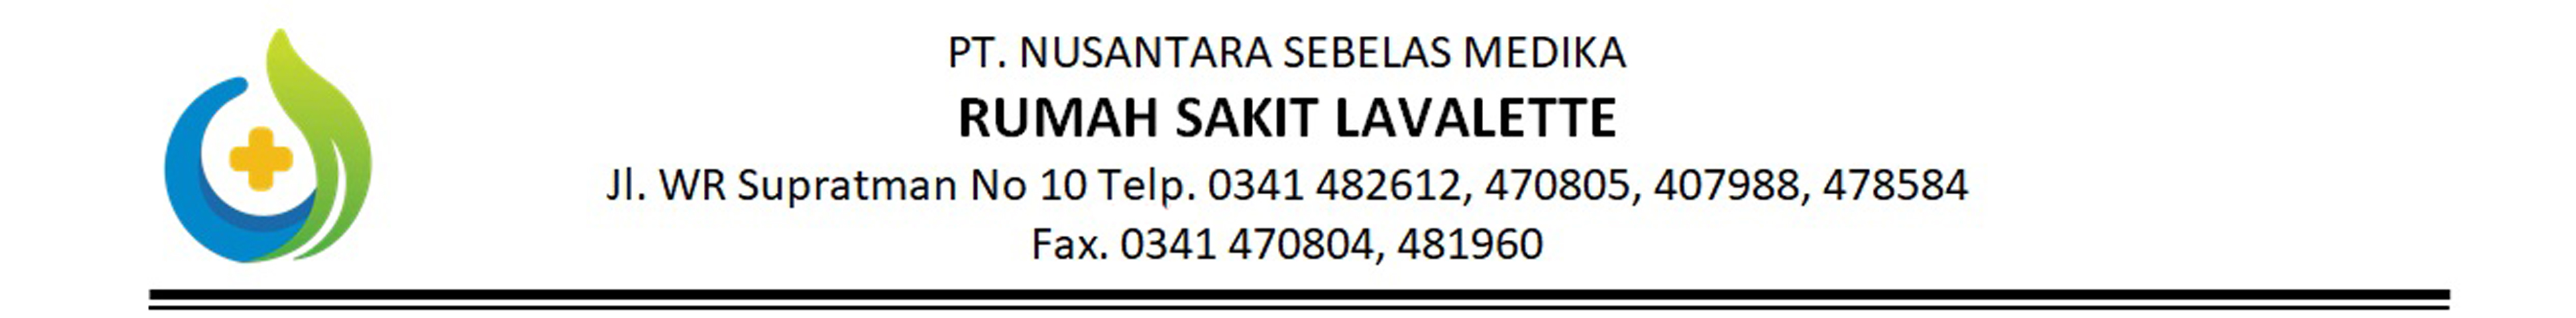 PT. NUSANTARA SEBELAS MEDIKA
RUMAH SAKIT LAVALETTE
Jl. WR Supratman No 10 Telp. 0341 482612, 470805, 407988, 478584
Fax. 0341 470804, 481960